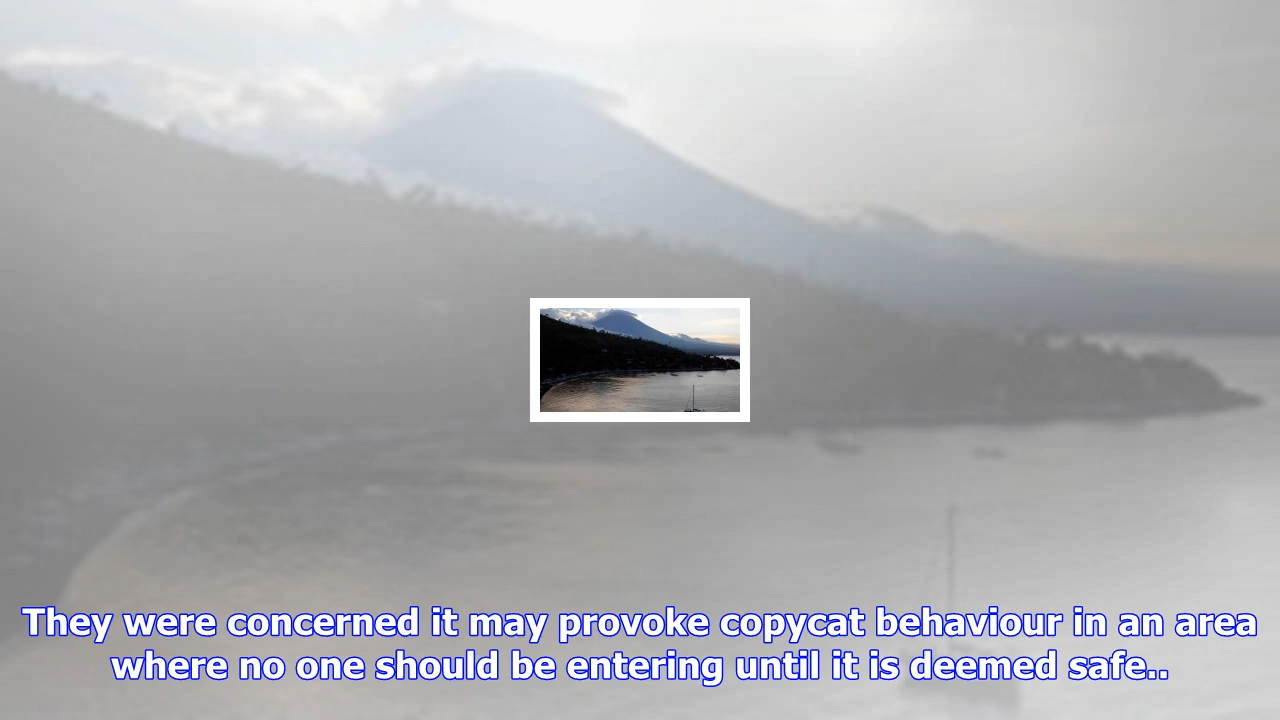 They were concerned it may provoke copycat behaviour in an area
where no one should be entering until it is deemed safe..